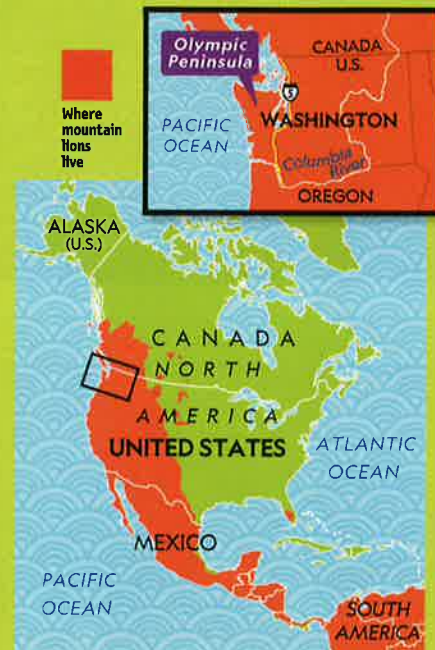 Olympic
Peninsula
CANADA
U.S.
5
PACIFIC
OCEAN
WASHINGTON
Columbia
River
OREGON
Where
mountain
lions
live
ALASKA
(U.S.)
CANADA
NORTH
AMERICA
UNITED STATES
ATLANTIC
OCEAN
MEXICO
PACIFIC
OCEAN
SOUTH
AMERICA